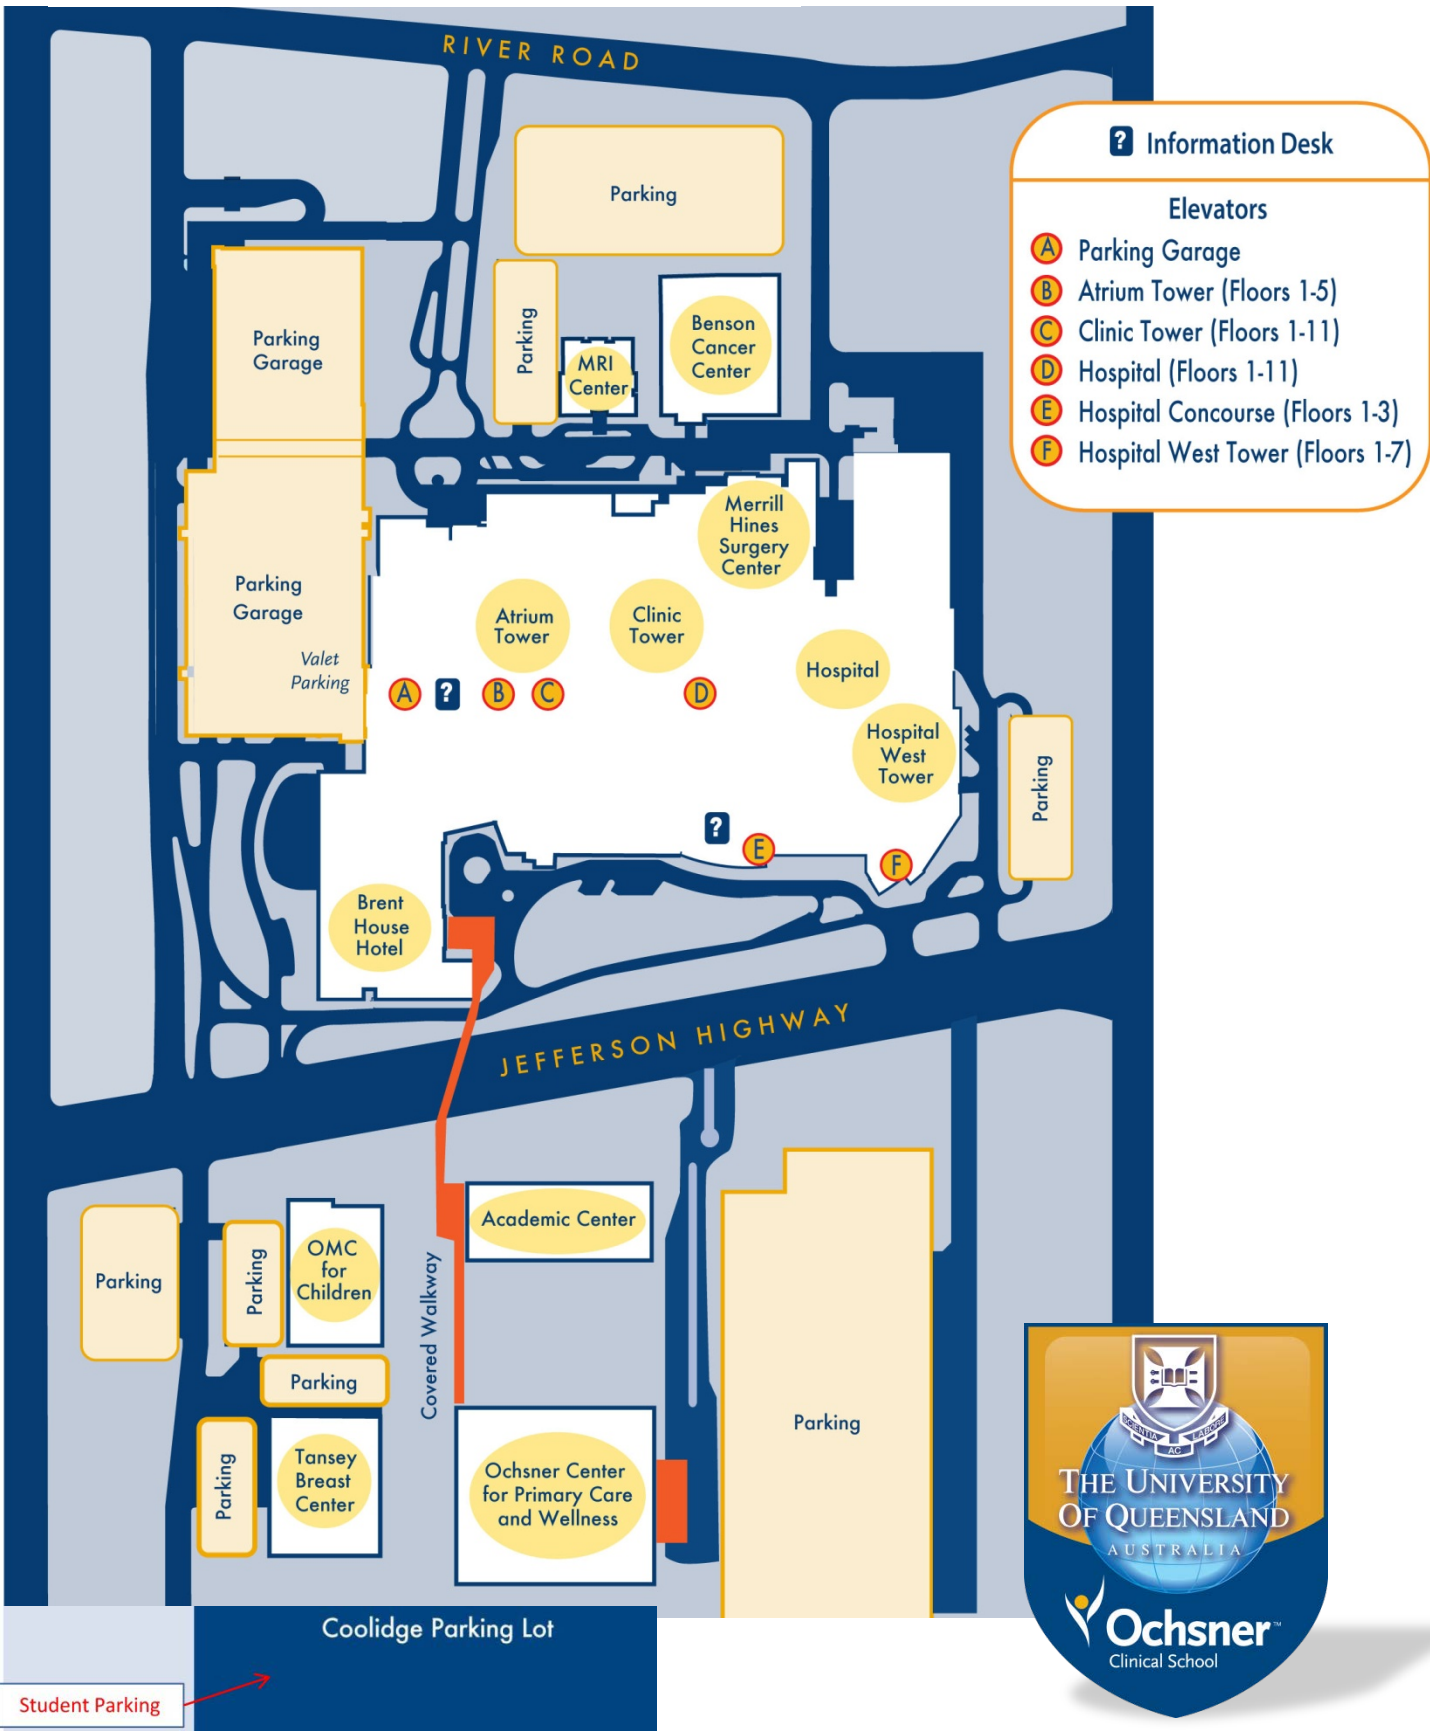 RIVER ROAD
? Information Desk
Elevators
A Parking Garage
B Atrium Tower (Floors 1-5)
C Clinic Tower (Floors 1-11)
D Hospital (Floors 1-11)
E Hospital Concourse (Floors 1-3)
F Hospital West Tower (Floors 1-7)
Parking
Parking
Parking
Garage
MRI
Center
Benson
Cancer
Center
Merrill
Hines
Surgery
Center
Parking
Garage
Valet
Parking
Atrium
Tower
Clinic
Tower
Hospital
A
?
B
C
D
Hospital
West
Tower
Parking
?
E
F
Brent
House
Hotel
JEFFERSON HIGHWAY
Academic Center
Parking
Parking
OMC
for
Children
Covered Walkway
Parking
Parking
Parking
Tansey
Breast
Center
Ochsner Center
for Primary Care
and Wellness
SCIENTIA
AC
LABORE
THE UNIVERSITY
OF QUEENSLAND
AUSTRALIA
Ochsner™
Clinical School
Coolidge Parking Lot
Student Parking